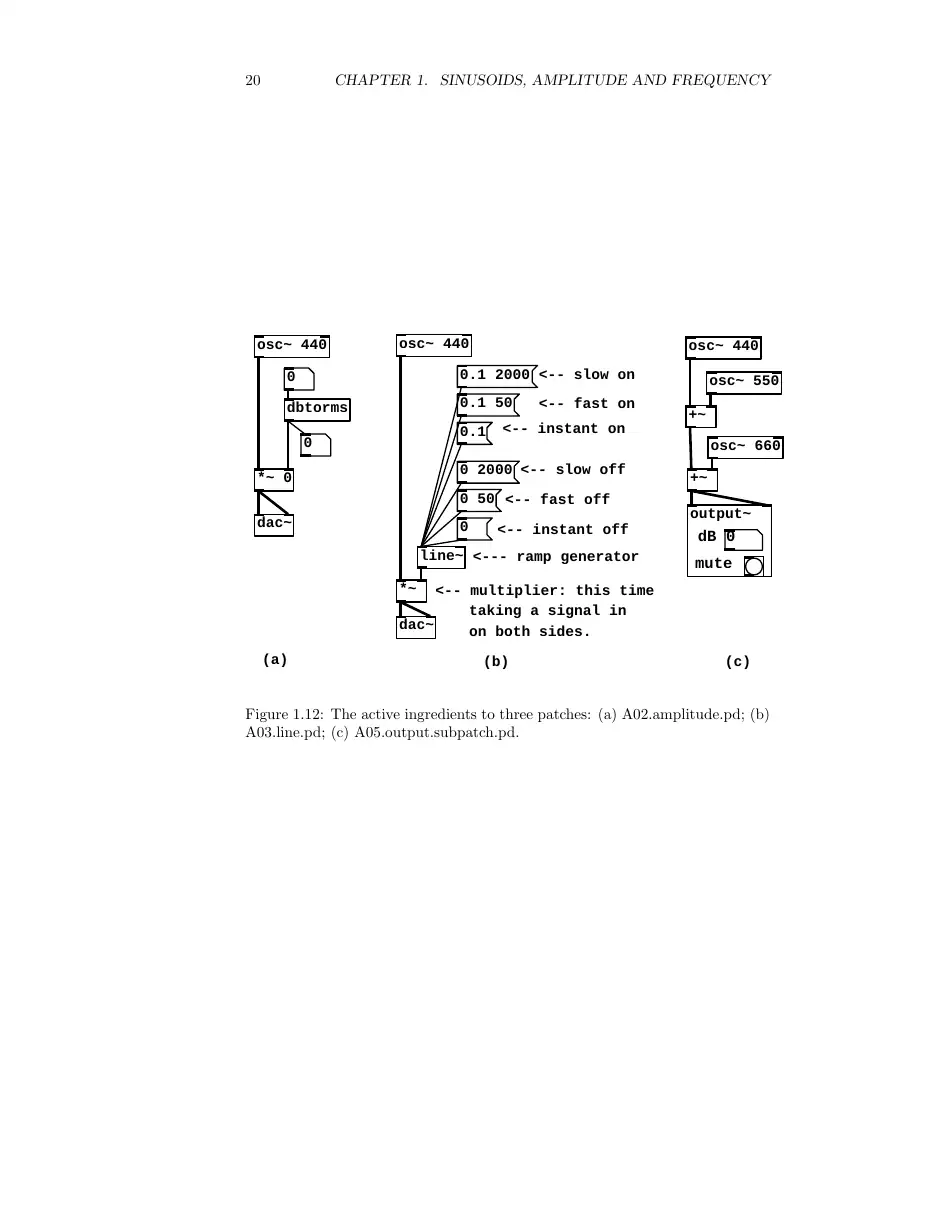 20 CHAPTER 1. SINUSOIDS, AMPLITUDE AND FREQUENCY
osc~ 440
0
dbtorms
0
*~ 0
dac~
(a)
osc~ 440
0.1 2000 <-- slow on
0.1 50 <-- fast on
0.1 <-- instant on
0 2000 <-- slow off
0 50 <-- fast off
0 <-- instant off
line~ <--- ramp generator
*~ <-- multiplier: this time
taking a signal in
dac~ on both sides.
(b)
osc~ 440
osc~ 550
+~
osc~ 660
+~
output~
dB 0
mute
(c)
Figure 1.12: The active ingredients to three patches: (a) A02.amplitude.pd; (b)
A03.line.pd; (c) A05.output.subpatch.pd.